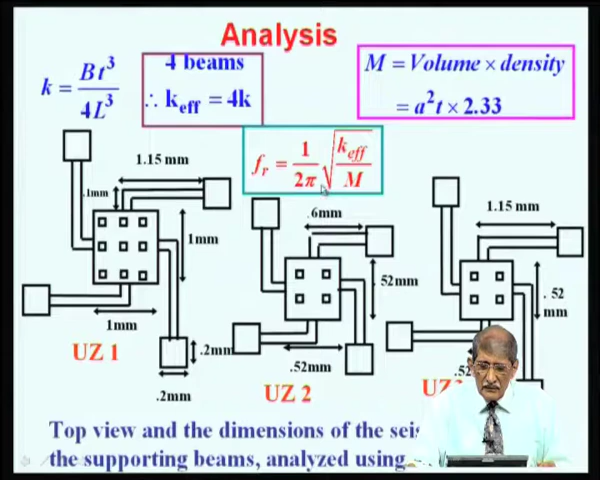 Analysis
k = Bt³ / 4L³
4 beams
∴ k_eff = 4k
M = Volume × density
= a²t × 2.33
f_r = 1/2π √(k_eff / M)
1.15 mm
.1mm
1mm
1mm
.2mm
.2mm
UZ 1
.6mm
.52mm
.52mm
UZ 2
1.15 mm
.52
mm
Top view and the dimensions of the
the supporting beams, analyzed using